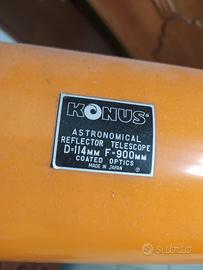 KONUS
ASTRONOMICAL
REFLECTOR TELESCOPE
D=114MM F=900MM
COATED OPTICS
MADE IN JAPAN
subito